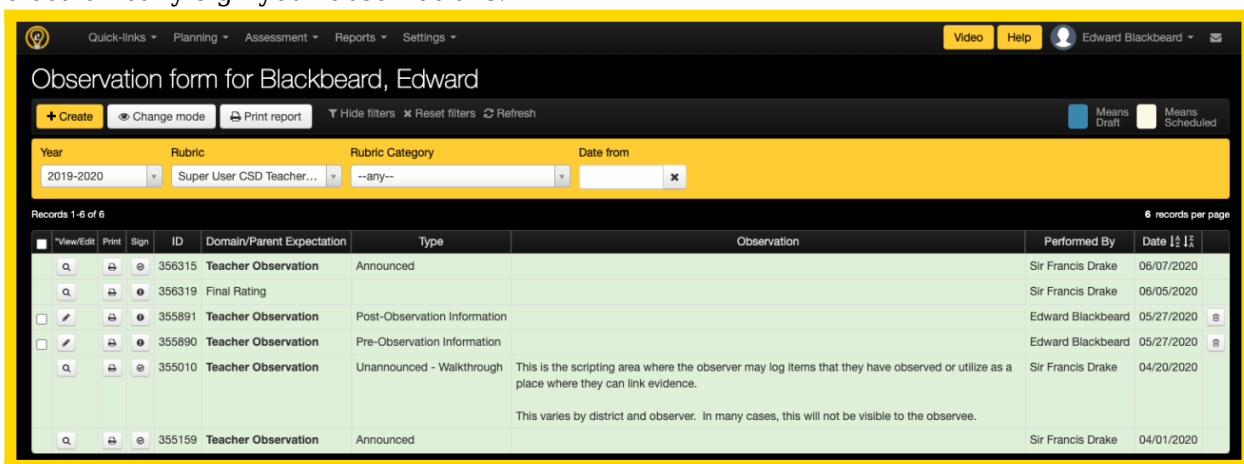 Quick-links Planning Assessment Reports Settings Video Help Edward Blackbeard
Observation form for Blackbeard, Edward
+ Create Change mode Print report Hide filters Reset filters Refresh Means Draft Means Scheduled
Year Rubric Rubric Category Date from
2019-2020 Super User CSD Teacher... --any--
Records 1-6 of 6 6 records per page
*View/Edit Print Sign ID Domain/Parent Expectation Type Observation Performed By Date
356315 Teacher Observation Announced Sir Francis Drake 06/07/2020
356319 Final Rating Sir Francis Drake 06/05/2020
355891 Teacher Observation Post-Observation Information Edward Blackbeard 05/27/2020
355890 Teacher Observation Pre-Observation Information Edward Blackbeard 05/27/2020
355010 Teacher Observation Unannounced - Walkthrough This is the scripting area where the observer may log items that they have observed or utilize as a Sir Francis Drake 04/20/2020
place where they can link evidence.
This varies by district and observer. In many cases, this will not be visible to the observee.
355159 Teacher Observation Announced Sir Francis Drake 04/01/2020